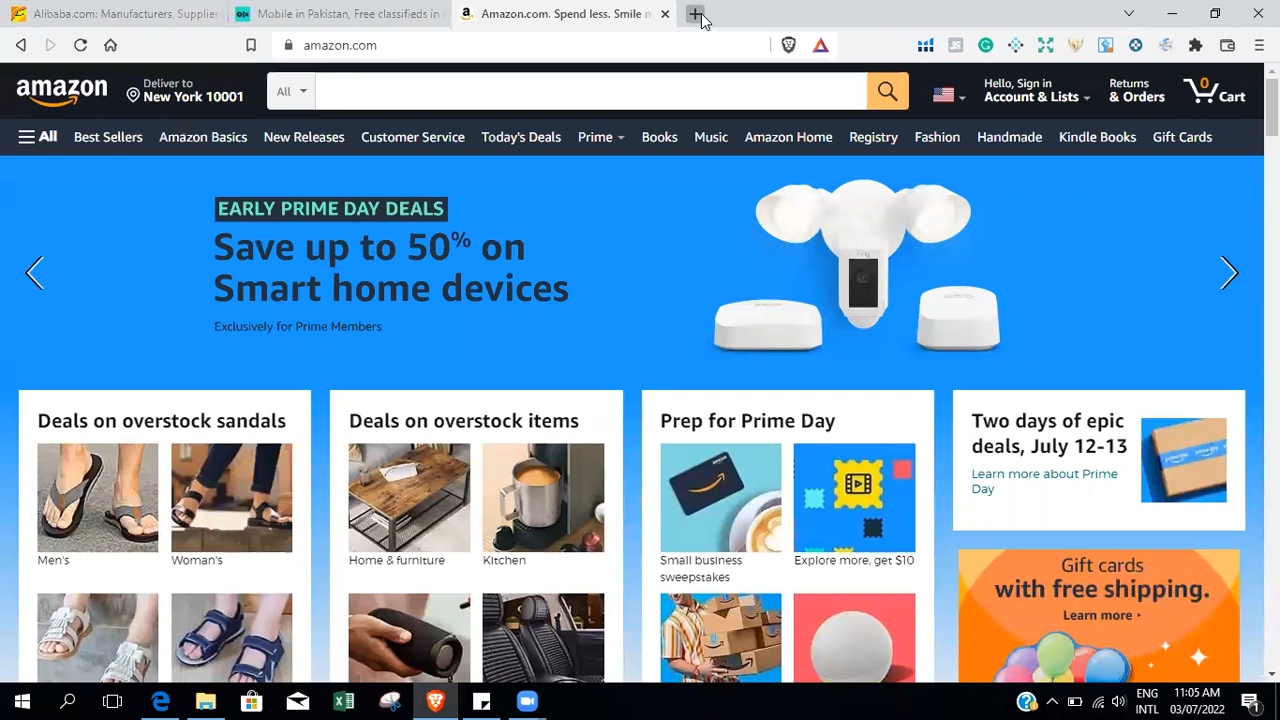 Alibaba.com: Manufacturers, Suppliers
Mobile in Pakistan, Free classifieds in
Amazon.com. Spend less. Smile m
amazon.com
amazon
Deliver to
New York 10001
All
Hello, Sign in
Account & Lists
Returns
& Orders
0
Cart
All
Best Sellers
Amazon Basics
New Releases
Customer Service
Today's Deals
Prime
Books
Music
Amazon Home
Registry
Fashion
Handmade
Kindle Books
Gift Cards
EARLY PRIME DAY DEALS
Save up to 50% on
Smart home devices
Exclusively for Prime Members
ring
Deals on overstock sandals
Men's
Woman's
Deals on overstock items
Home & furniture
Kitchen
Prep for Prime Day
Small business
sweepstakes
Explore more, get $10
Two days of epic
deals, July 12-13
Learn more about Prime
Day
Gift cards
with free shipping.
Learn more
ENG
INTL
11:05 AM
03/07/2022
1